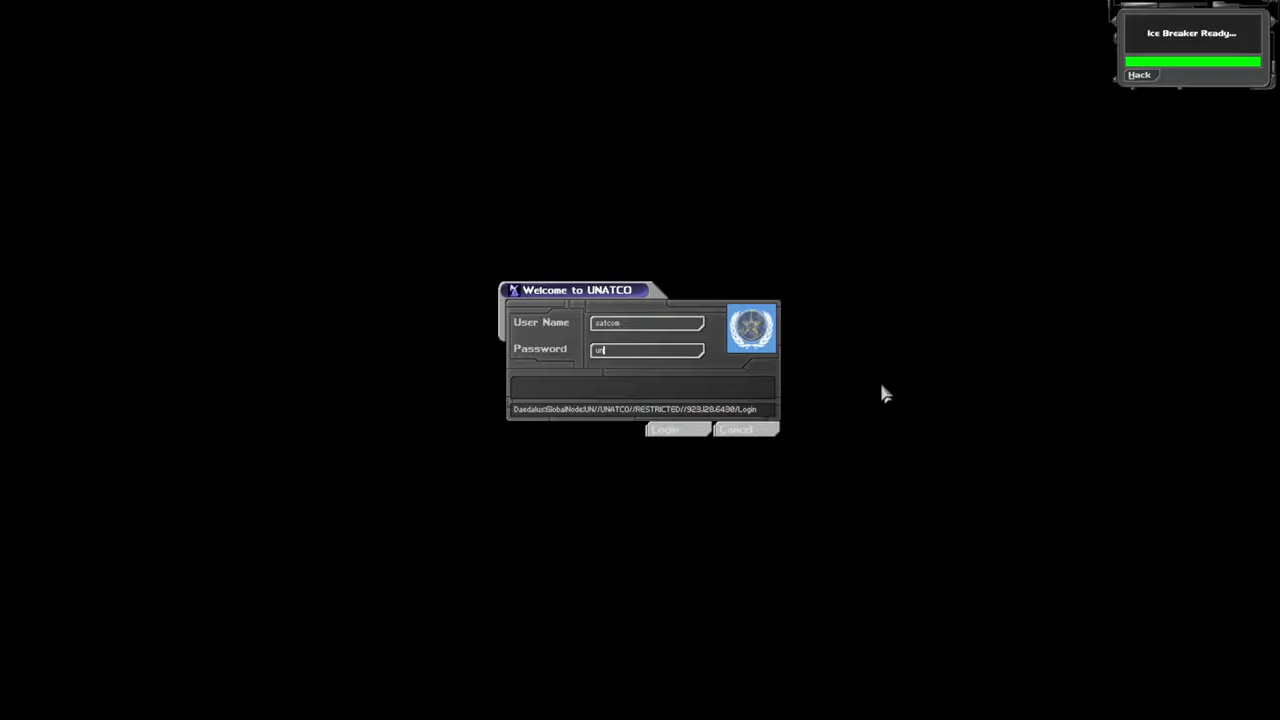 Ice Breaker Ready...
Hack
Welcome to UNATCO
User Name
satcom
Password
un
Daedalus:GlobalNode:UN//UNATCO//RESTRICTED//923.128.6430/Login
Login
Cancel